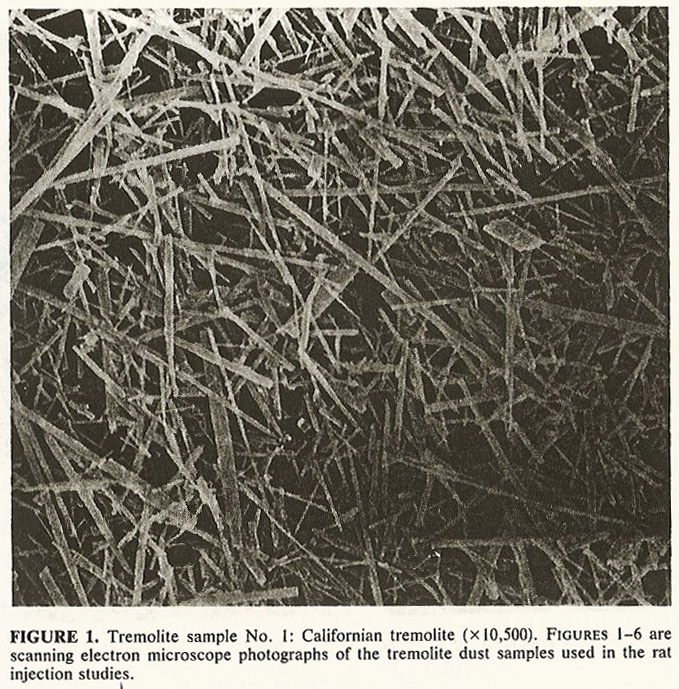 FIGURE 1. Tremolite sample No. 1: Californian tremolite (×10,500). FIGURES 1–6 are
scanning electron microscope photographs of the tremolite dust samples used in the rat
injection studies.